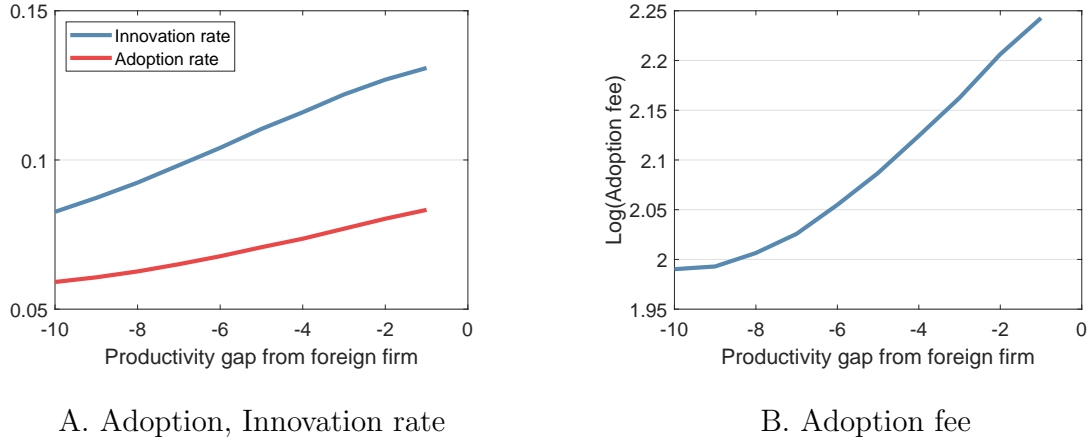 0.15
0.1
0.05
Innovation rate
Adoption rate
-10 -8 -6 -4 -2 0
Productivity gap from foreign firm
A. Adoption, Innovation rate
2.25
2.2
2.15
2.1
2.05
2
1.95
Log(Adoption fee)
-10 -8 -6 -4 -2 0
Productivity gap from foreign firm
B. Adoption fee